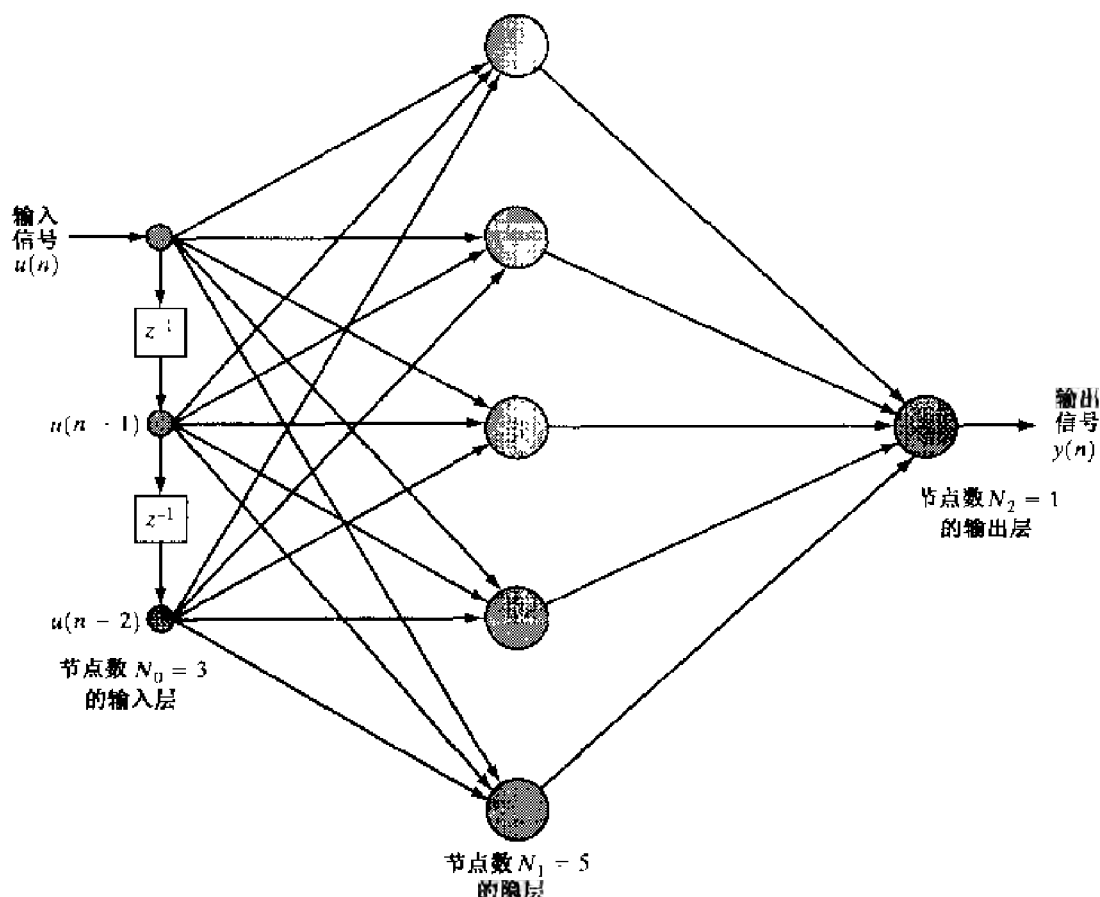 输入
信号
u(n)
z⁻¹
u(n - 1)
z⁻¹
u(n - 2)
节点数 N₀ = 3
的输入层
节点数 N₁ = 5
的隐层
输出
信号
y(n)
节点数 N₂ = 1
的输出层